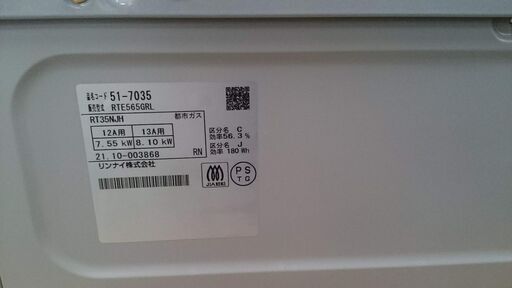 品名コード 51-7035
販売型式 RTE565GRL
RT35NJH 都市ガス
12A用 13A用
7.55 kW 8.10 kW
21.10-003868 RN
リンナイ株式会社
区分名 C
効率56.3%
区分名 J
効率 180 Wh
PS
TG